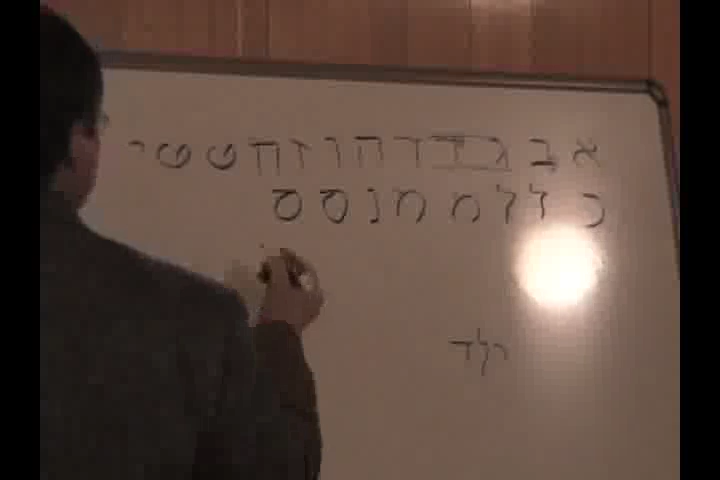 א ב ג ד ד ה ו ז ח ט ט י
כ ל ל מ מ נ ס ס
ילד